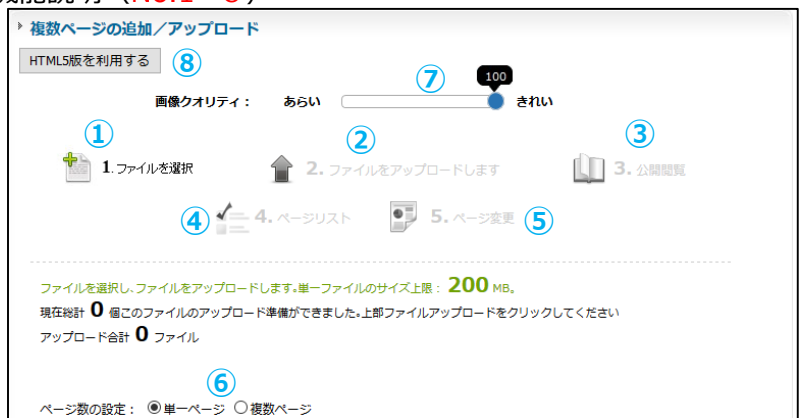 複数ページの追加／アップロード
HTML5版を利用する ⑧
⑦ 100
画像クオリティ： あらい きれい
① ② ③
1.ファイルを選択 2.ファイルをアップロードします 3.公開閲覧
④ 4.ページリスト 5.ページ変更 ⑤
ファイルを選択し、ファイルをアップロードします。単一ファイルのサイズ上限： 200 MB。
現在総計 0 個このファイルのアップロード準備ができました。上部ファイルアップロードをクリックしてください
アップロード合計 0 ファイル
⑥
ページ数の設定： 単一ページ 複数ページ